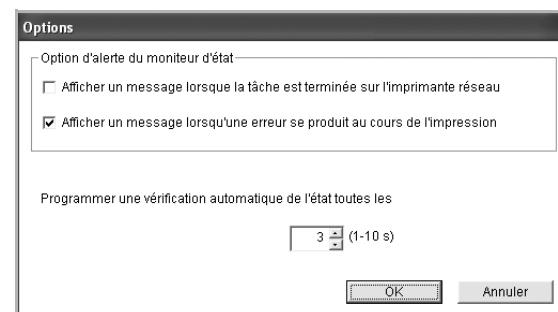 Options
Option d'alerte du moniteur d'état
Afficher un message lorsque la tâche est terminée sur l'imprimante réseau
Afficher un message lorsqu'une erreur se produit au cours de l'impression
Programmer une vérification automatique de l'état toutes les
3 (1-10 s)
OK Annuler